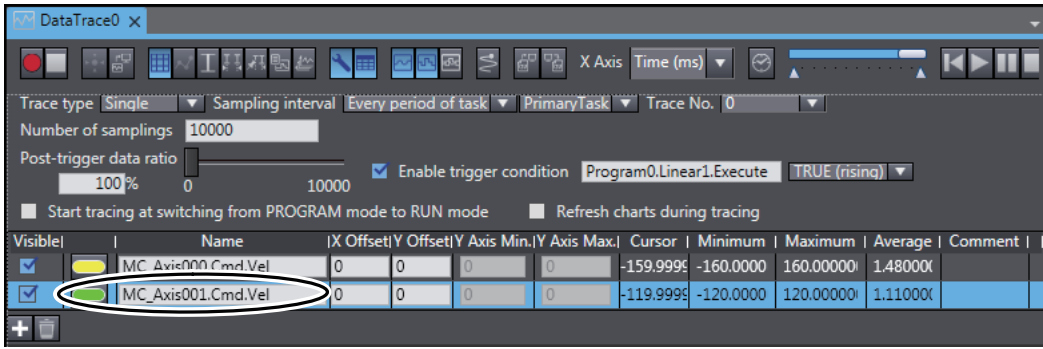 DataTrace0
X Axis Time (ms)
Trace type Single Sampling interval Every period of task PrimaryTask Trace No. 0
Number of samplings 10000
Post-trigger data ratio
100 % 0 10000 Enable trigger condition Program0.Linear1.Execute TRUE (rising)
Start tracing at switching from PROGRAM mode to RUN mode Refresh charts during tracing
Visible Name X Offset Y Offset Y Axis Min. Y Axis Max. Cursor Minimum Maximum Average Comment
MC_Axis000.Cmd.Vel 0 0 0 0 -159.9999 -160.0000 160.00000 1.48000
MC_Axis001.Cmd.Vel 0 0 0 0 -119.9999 -120.0000 120.00000 1.11000